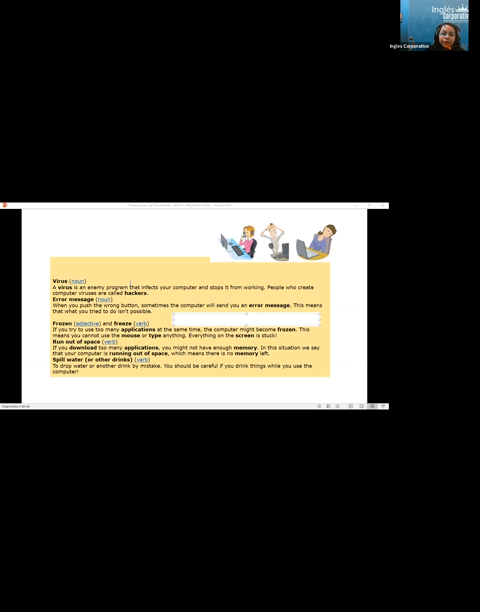 Inglés
Corporativo
Ingles Corporativo
Virus (noun)
A virus is an enemy program that infects your computer and stops it from working. People who create
computer viruses are called hackers.
Error message (noun)
When you push the wrong button, sometimes the computer will send you an error message. This means
that what you tried to do isn't possible.
Frozen (adjective) and freeze (verb)
If you try to use too many applications at the same time, the computer might become frozen. This
means you cannot use the mouse or type anything. Everything on the screen is stuck!
Run out of space (verb)
If you download too many applications, you might not have enough memory. In this situation we say
that your computer is running out of space, which means there is no memory left.
Spill water (or other drinks) (verb)
To drop water or another drink by mistake. You should be careful if you drink things while you use the
computer!